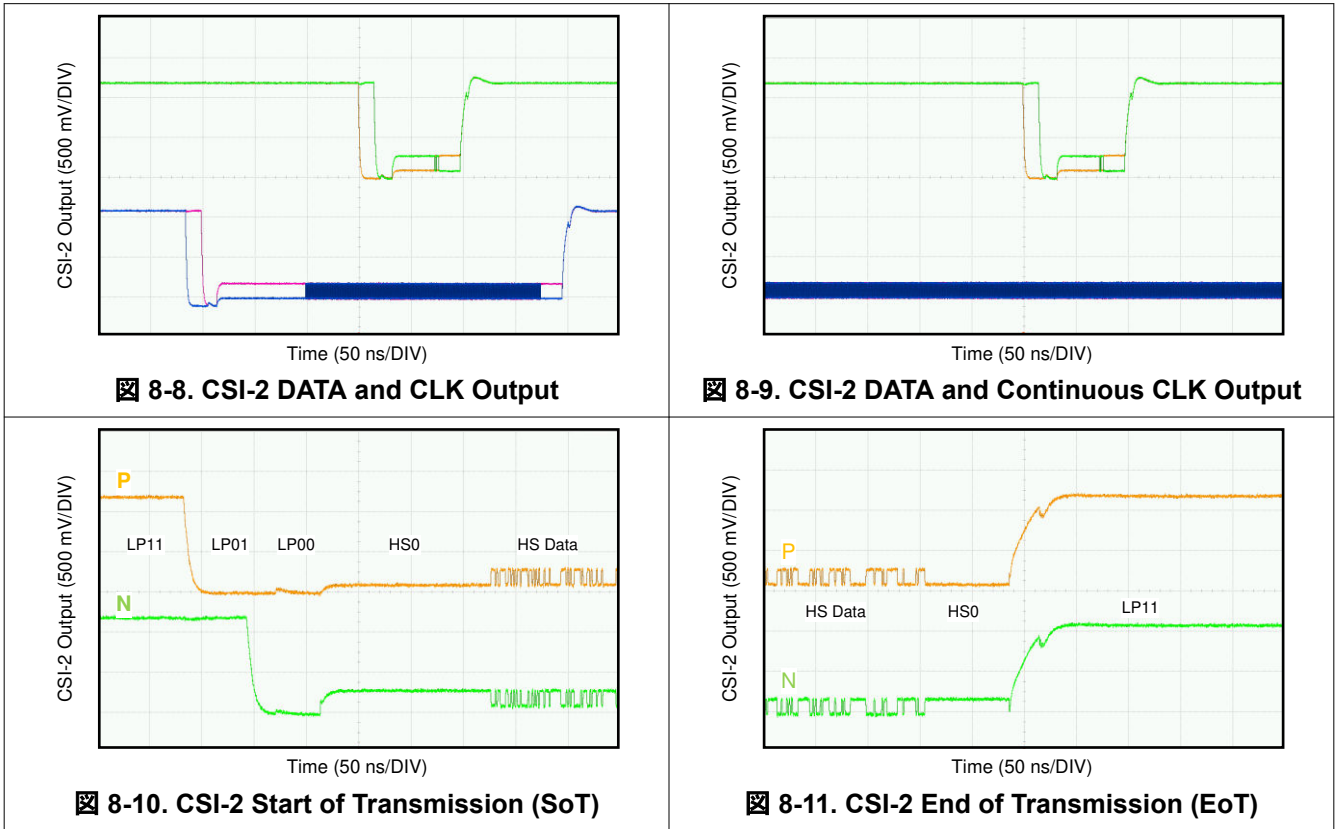 CSI-2 Output (500 mV/DIV)
Time (50 ns/DIV)
図 8-8. CSI-2 DATA and CLK Output
CSI-2 Output (500 mV/DIV)
Time (50 ns/DIV)
図 8-9. CSI-2 DATA and Continuous CLK Output
CSI-2 Output (500 mV/DIV)
P
LP11 LP01 LP00 HS0 HS Data
N
Time (50 ns/DIV)
図 8-10. CSI-2 Start of Transmission (SoT)
CSI-2 Output (500 mV/DIV)
P
HS Data HS0 LP11
N
Time (50 ns/DIV)
図 8-11. CSI-2 End of Transmission (EoT)